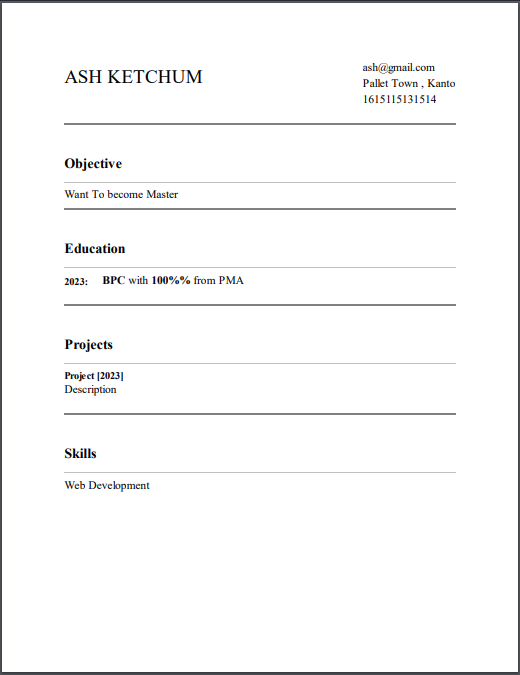 ASH KETCHUM
ash@gmail.com
Pallet Town , Kanto
1615115131514
Objective
Want To become Master
Education
2023: BPC with 100%% from PMA
Projects
Project [2023]
Description
Skills
Web Development